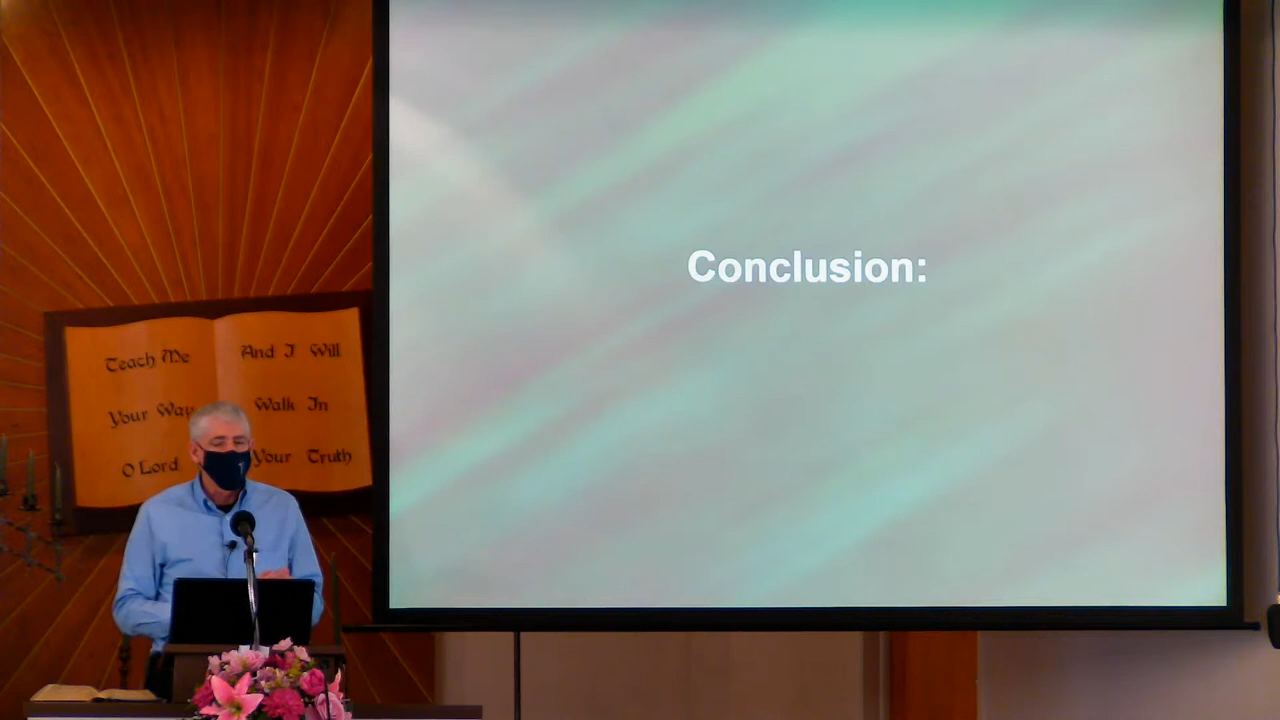 Conclusion:
Teach Me
Your Way
O Lord
And I Will
Walk In
Your Truth